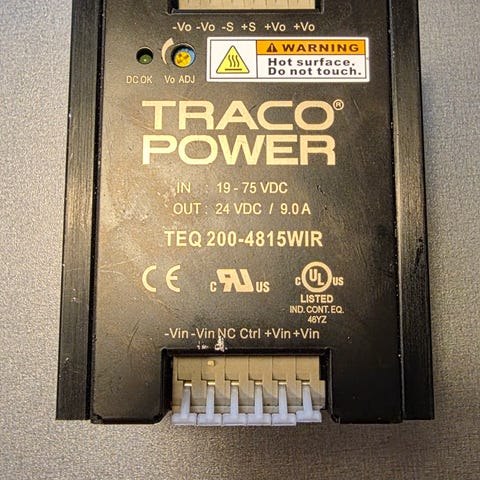 -Vo -Vo -S +S +Vo +Vo
DC OK Vo ADJ
WARNING
Hot surface.
Do not touch.
TRACO®
POWER
IN : 19 - 75 VDC
OUT : 24 VDC / 9.0 A
TEQ 200-4815WIR
CE
c RU US
c UL US
LISTED
IND. CONT. EQ.
46YZ
-Vin -Vin NC Ctrl +Vin +Vin